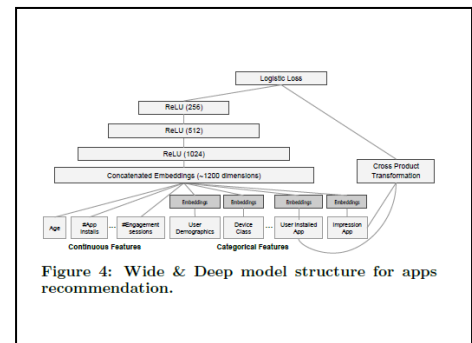 Logistic Loss
ReLU (256)
ReLU (512)
ReLU (1024)
Concatenated Embeddings (~1200 dimensions)
Cross Product
Transformation
Embeddings Embeddings Embeddings Embeddings
Age
#App
Installs
...
#Engagement
sessions
User
Demographics
Device
Class
...
User Installed
App
Impression
App
Continuous Features
Categorical Features
Figure 4: Wide & Deep model structure for apps
recommendation.